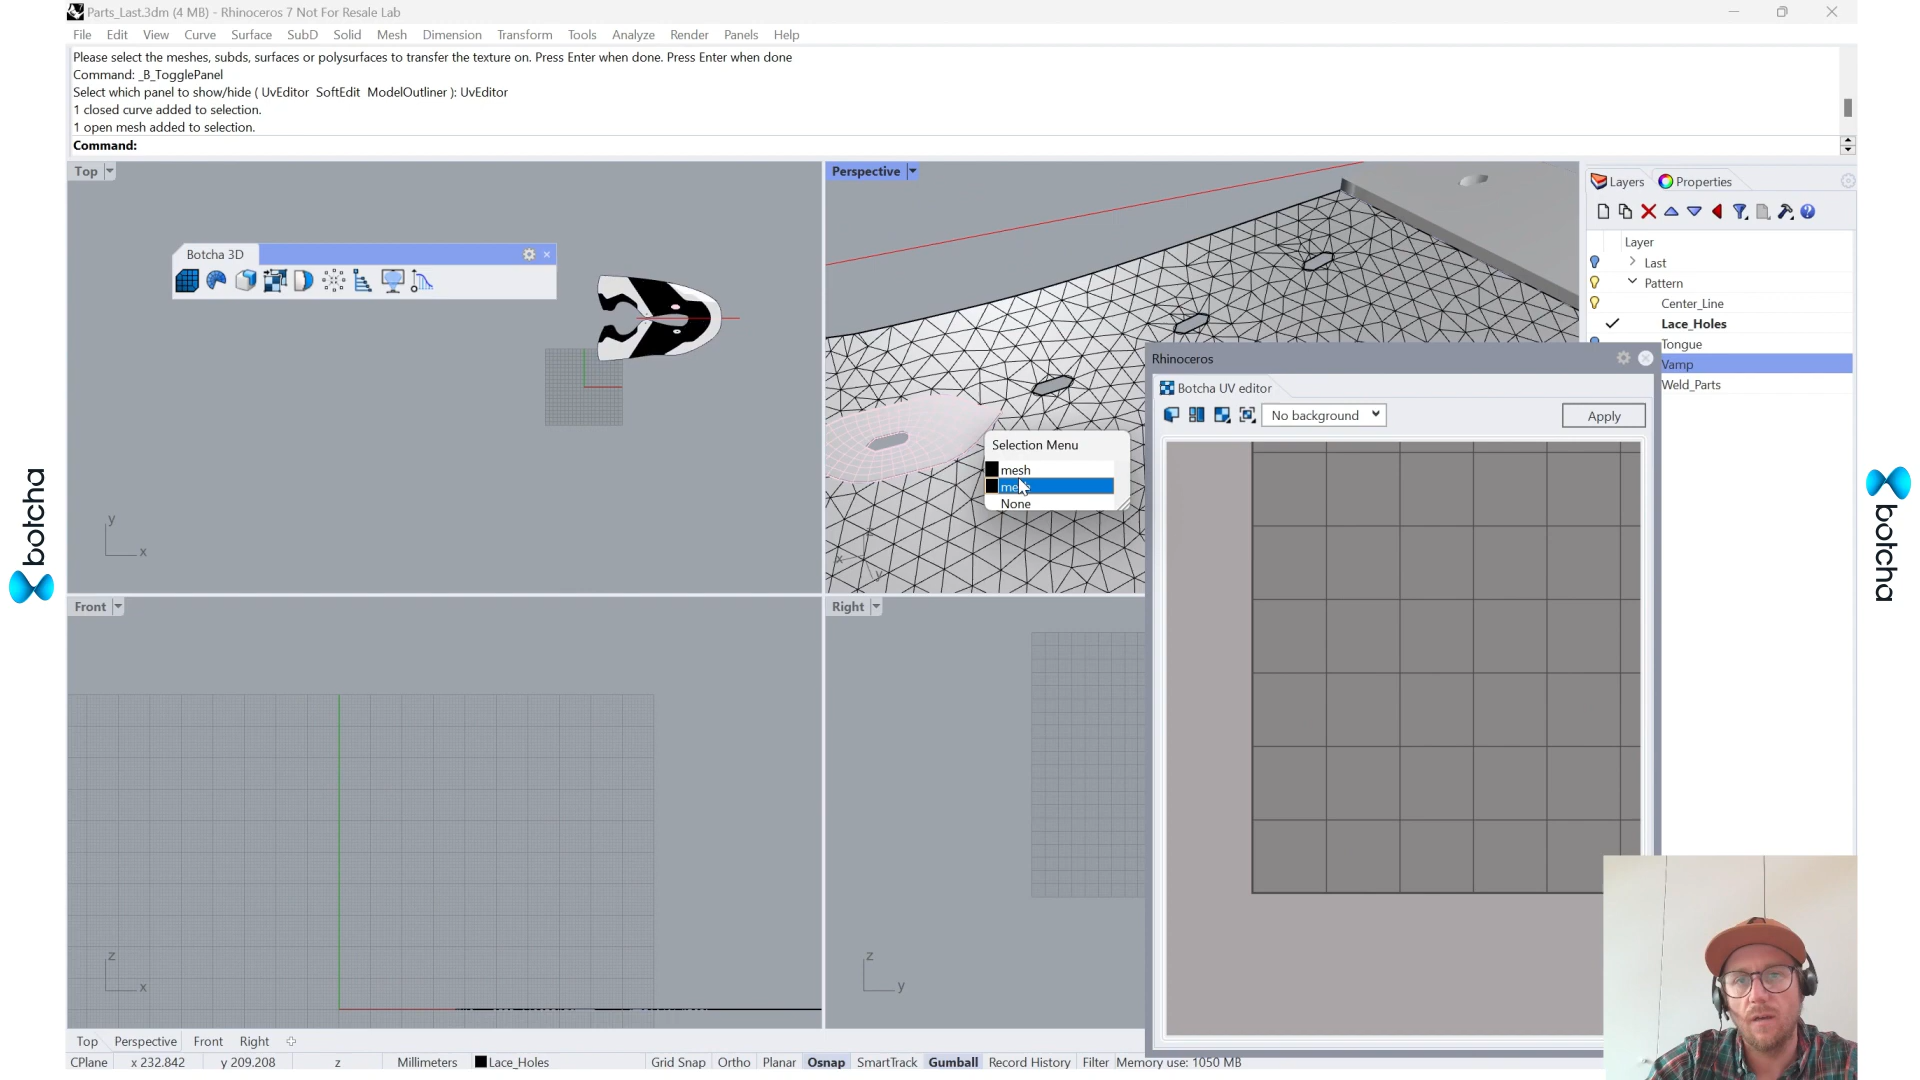 Parts_Last.3dm (4 MB) - Rhinoceros 7 Not For Resale Lab
File Edit View Curve Surface SubD Solid Mesh Dimension Transform Tools Analyze Render Panels Help
Please select the meshes, subds, surfaces or polysurfaces to transfer the texture on. Press Enter when done. Press Enter when done
Command: _B_TogglePanel
Select which panel to show/hide ( UvEditor SoftEdit ModelOutliner ): UvEditor
1 closed curve added to selection.
1 open mesh added to selection.
Command:
Top
Perspective
Layers Properties
Layer
Last
Pattern
Center_Line
Lace_Holes
Tongue
Vamp
Weld_Parts
Botcha 3D
Rhinoceros
Botcha UV editor
No background
Apply
Selection Menu
mesh
None
y
x
x
y
Front
Right
z
x
z
y
Top Perspective Front Right
CPlane x 232.842 y 209.208 z Millimeters Lace_Holes Grid Snap Ortho Planar Osnap SmartTrack Gumball Record History Filter Memory use: 1050 MB
botcha
botcha